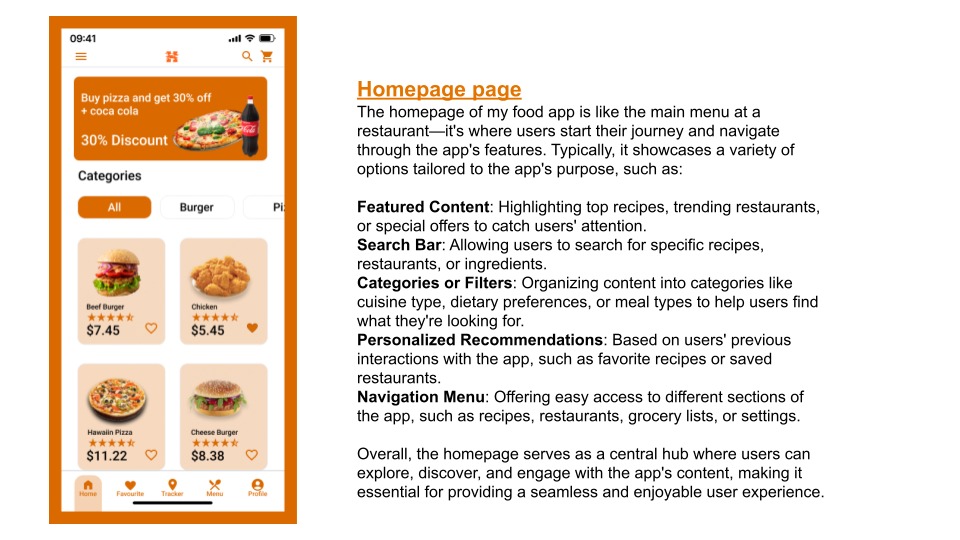 09:41
Buy pizza and get 30% off
+ coca cola
30% Discount
Categories
All
Burger
Piz
Beef Burger
$7.45
Chicken
$5.45
Hawaiin Pizza
$11.22
Cheese Burger
$8.38
Home
Favourite
Tracker
Menu
Profile
Homepage page
The homepage of my food app is like the main menu at a
restaurant—it's where users start their journey and navigate
through the app's features. Typically, it showcases a variety of
options tailored to the app's purpose, such as:
Featured Content: Highlighting top recipes, trending restaurants,
or special offers to catch users' attention.
Search Bar: Allowing users to search for specific recipes,
restaurants, or ingredients.
Categories or Filters: Organizing content into categories like
cuisine type, dietary preferences, or meal types to help users find
what they're looking for.
Personalized Recommendations: Based on users' previous
interactions with the app, such as favorite recipes or saved
restaurants.
Navigation Menu: Offering easy access to different sections of
the app, such as recipes, restaurants, grocery lists, or settings.
Overall, the homepage serves as a central hub where users can
explore, discover, and engage with the app's content, making it
essential for providing a seamless and enjoyable user experience.